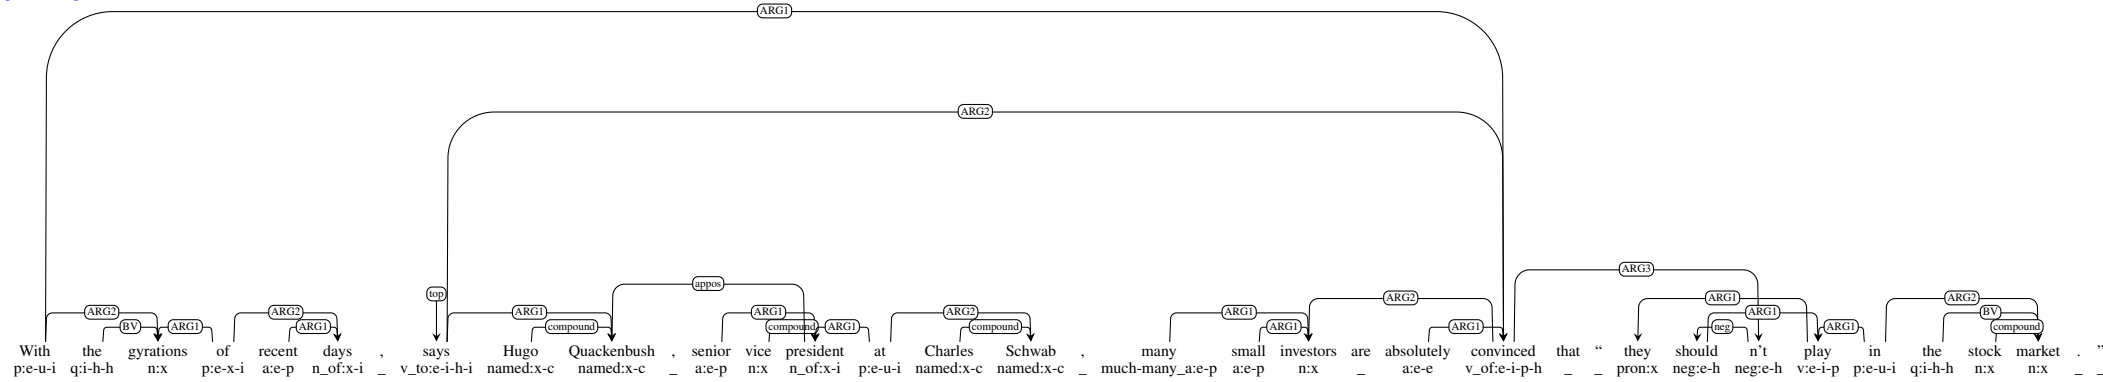 ARG1
ARG2
appos
top
ARG3
ARG2 ARG2 ARG1 ARG1 ARG2 ARG1 ARG2 ARG1 ARG1 ARG2
BV ARG1 ARG1 compound compound ARG1 compound ARG1 ARG1 neg ARG1 BV compound
With the gyrations of recent days , says Hugo Quackenbush , senior vice president at Charles Schwab , many small investors are absolutely convinced that “ they should n't play in the stock market . ”
p:e-u-i q:i-h-h n:x p:e-x-i a:e-p n_of:x-i _ v_to:e-i-h-i named:x-c named:x-c _ a:e-p n:x n_of:x-i p:e-u-i named:x-c named:x-c _ much-many_a:e-p a:e-p n:x _ a:e-e v_of:e-i-p-h _ _ pron:x neg:e-h neg:e-h v:e-i-p p:e-u-i q:i-h-h n:x n:x _ _